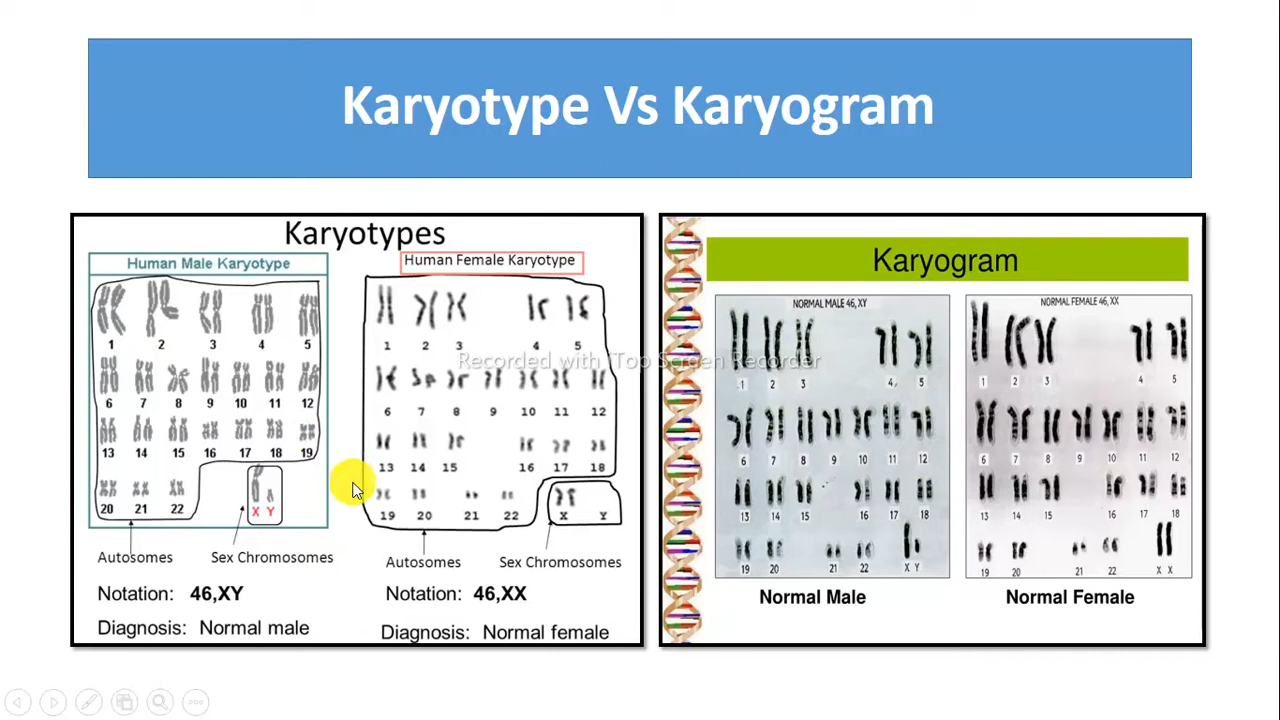 Karyotype Vs Karyogram
Karyotypes
Human Male Karyotype
1 2 3 4 5
6 7 8 9 10 11 12
13 14 15 16 17 18 19
20 21 22 X Y
Autosomes Sex Chromosomes
Notation: 46,XY
Diagnosis: Normal male
Human Female Karyotype
1 2 3 4 5
6 7 8 9 10 11 12
13 14 15 16 17 18
19 20 21 22 X Y
Autosomes Sex Chromosomes
Notation: 46,XX
Diagnosis: Normal female
Recorded with iTop Screen Recorder
Karyogram
NORMAL MALE 46,XY
1 2 3 4 5
6 7 8 9 10 11 12
13 14 15 16 17 18
19 20 21 22 X Y
Normal Male
NORMAL FEMALE 46,XX
1 2 3 4 5
6 7 8 9 10 11 12
13 14 15 16 17 18
19 20 21 22 X X
Normal Female